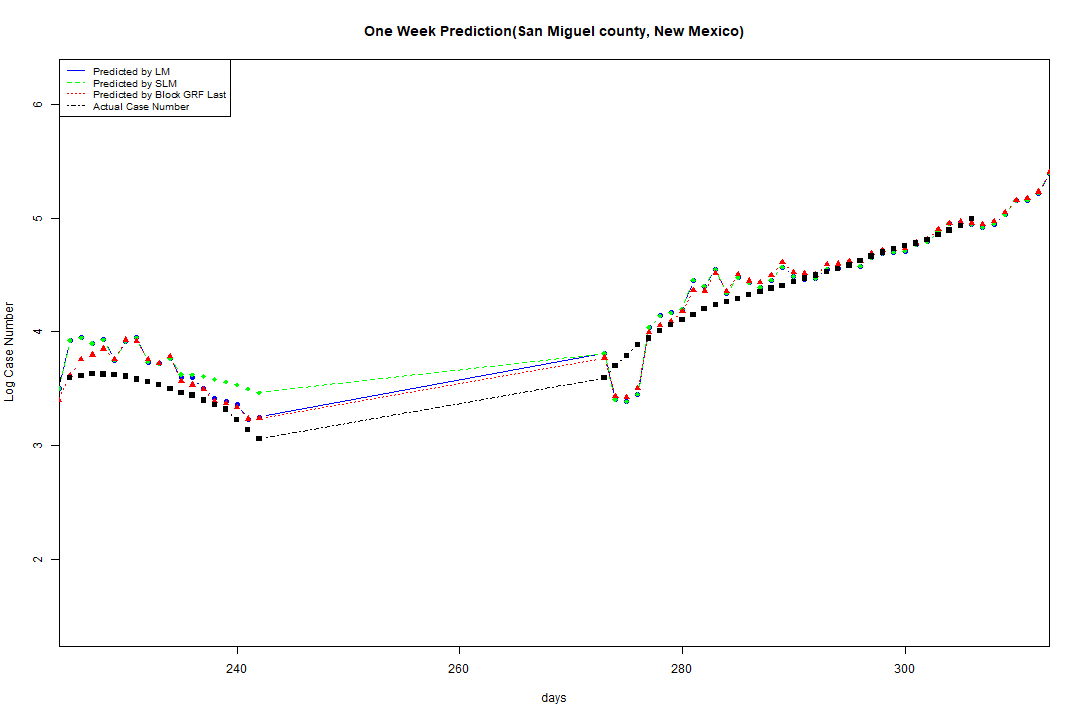 One Week Prediction(San Miguel county, New Mexico)
Predicted by LM
Predicted by SLM
Predicted by Block GRF Last
Actual Case Number
6
5
4
3
2
Log Case Number
240
260
280
300
days